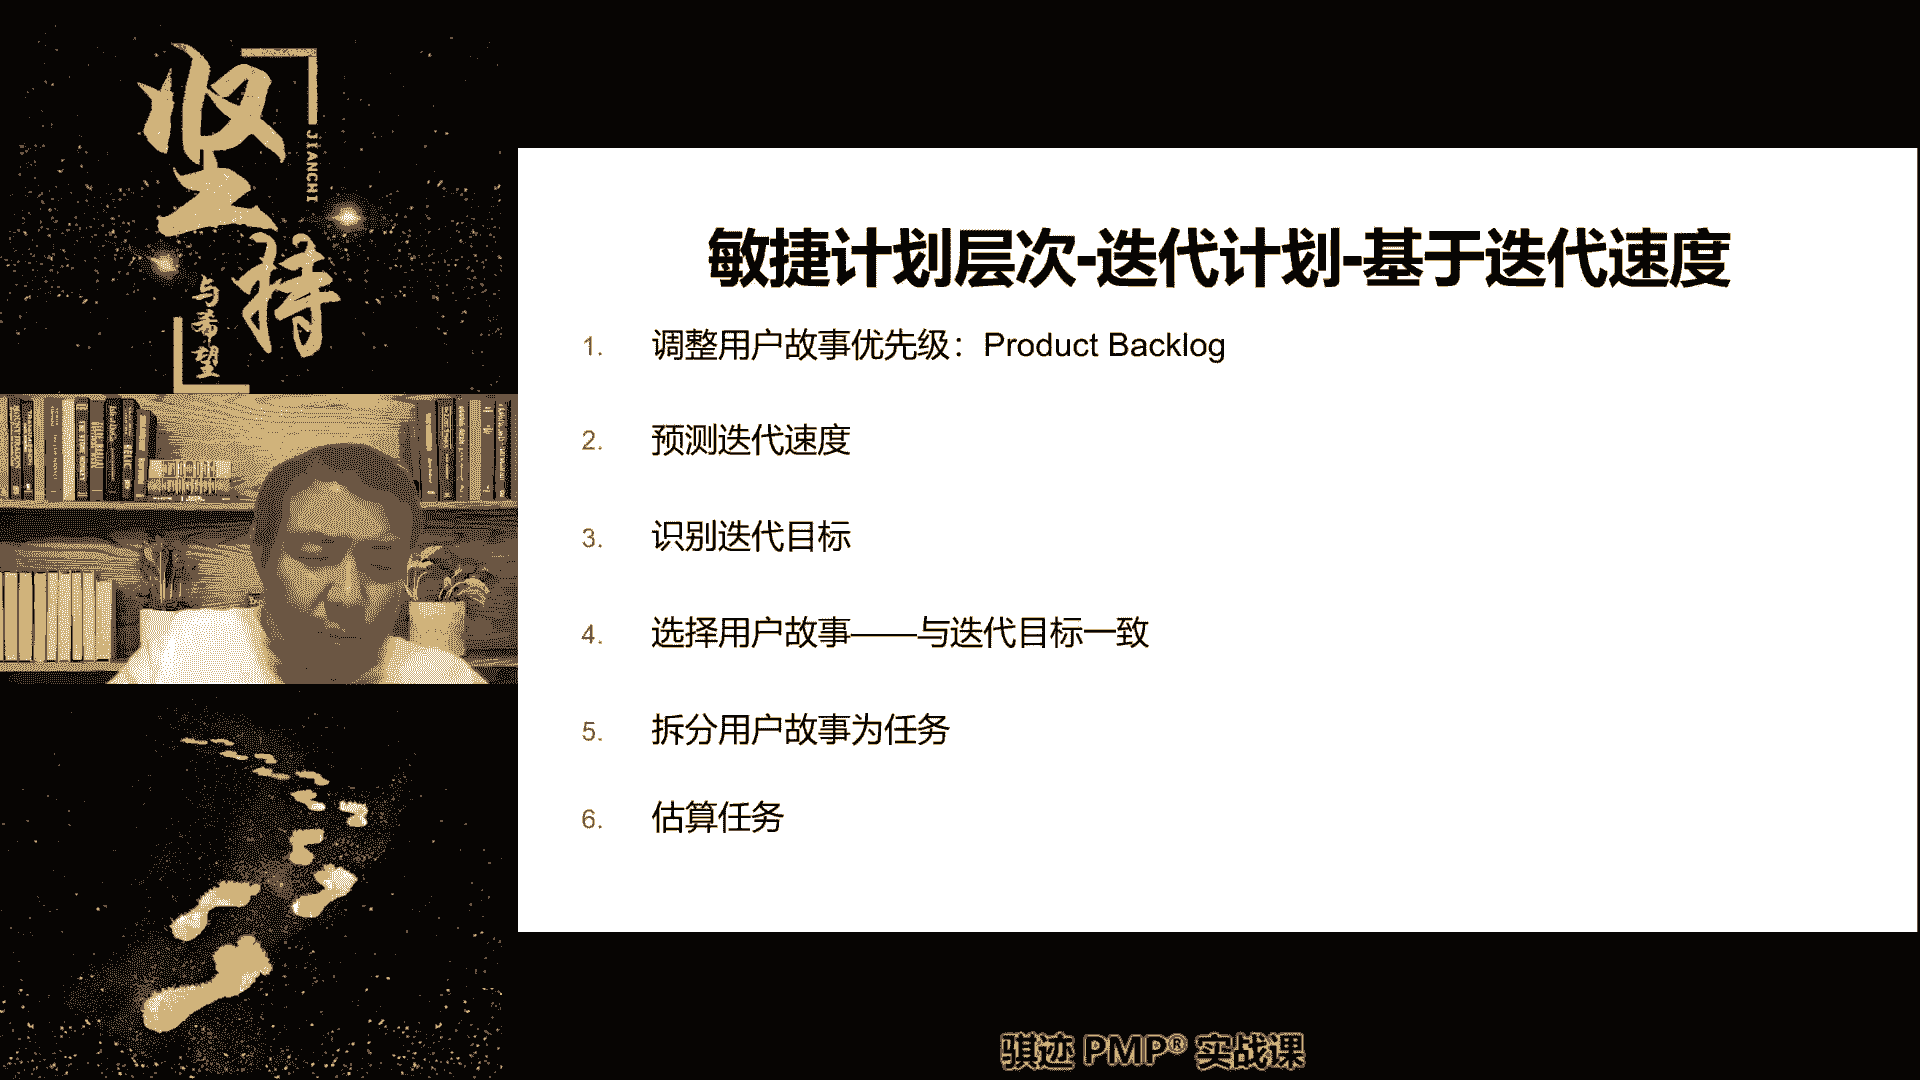 坚持
JIANCHI
与希望
敏捷计划层次-迭代计划-基于迭代速度
1. 调整用户故事优先级：Product Backlog
2. 预测迭代速度
3. 识别迭代目标
4. 选择用户故事——与迭代目标一致
5. 拆分用户故事为任务
6. 估算任务
骐迹 PMP® 实战课